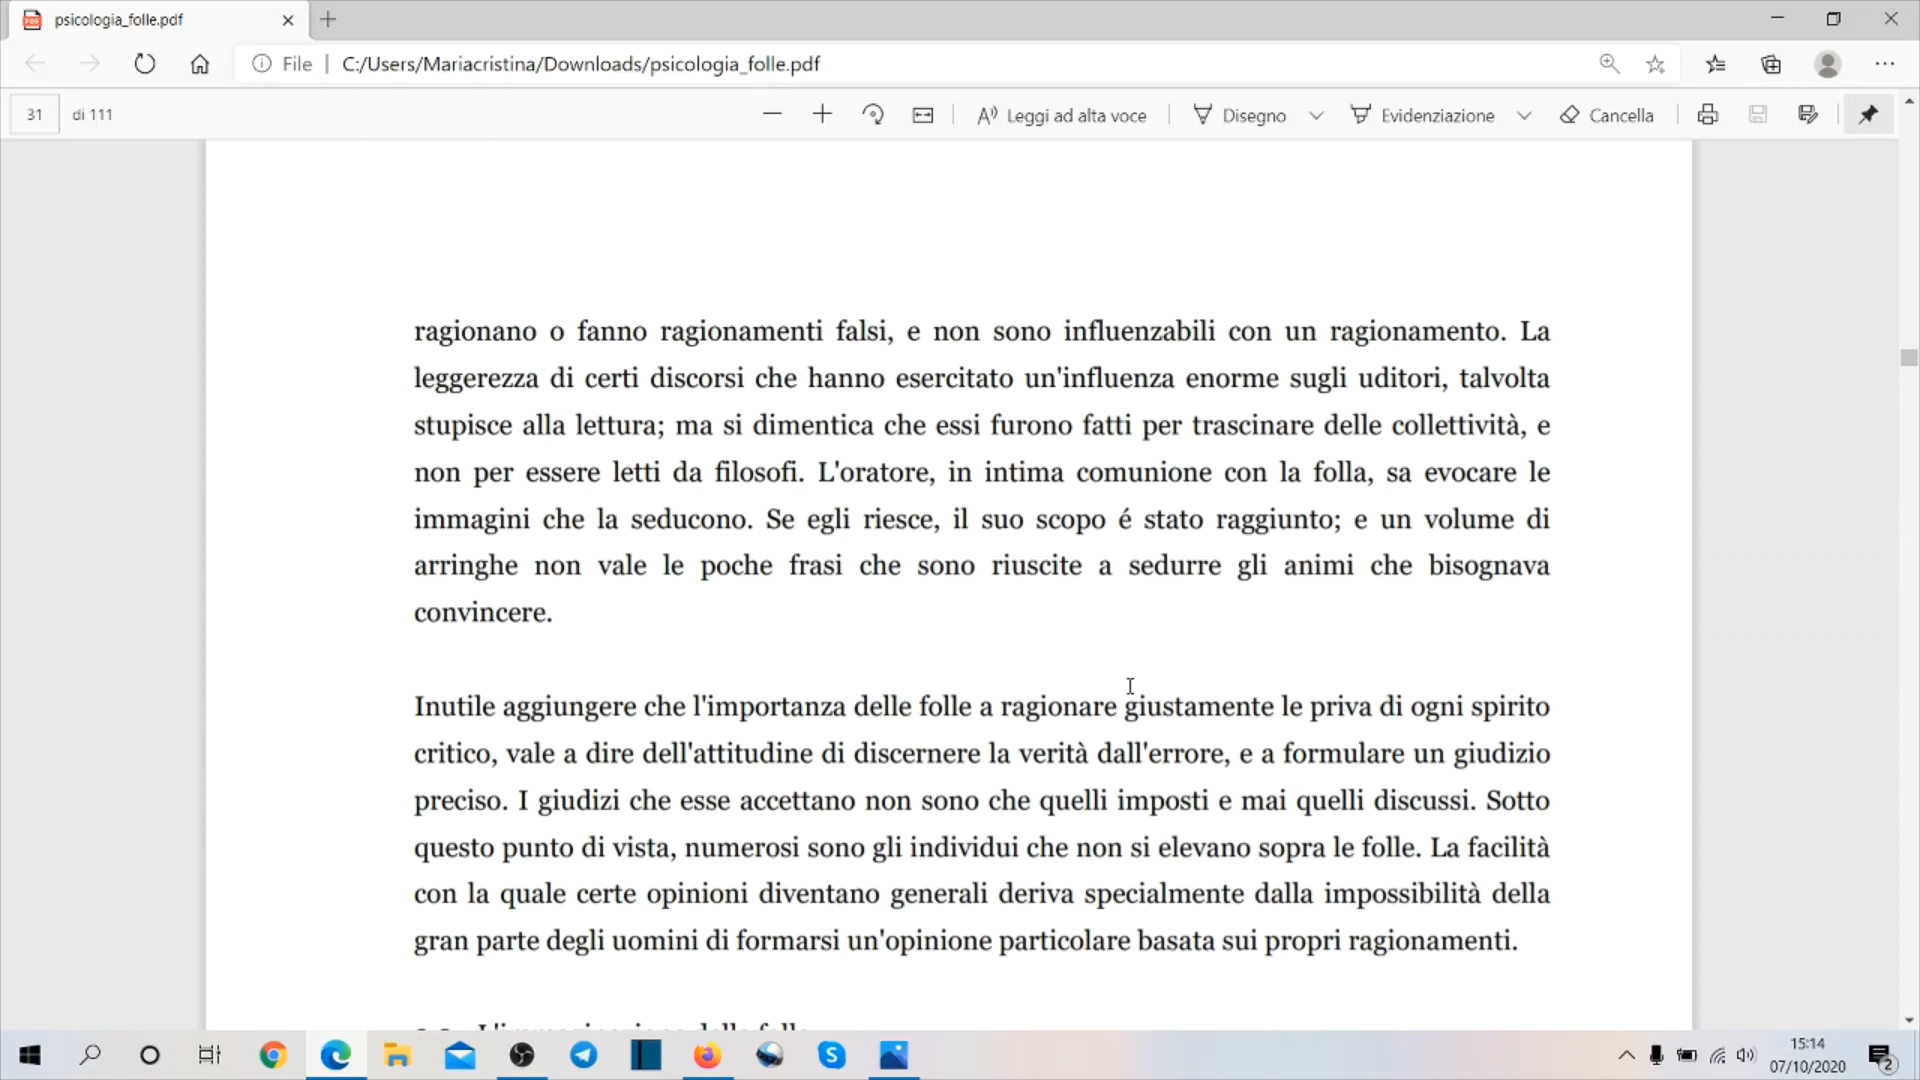 psicologia_folle.pdf
File
C:/Users/Mariacristina/Downloads/psicologia_folle.pdf
31 di 111
Leggi ad alta voce
Disegno
Evidenziazione
Cancella
ragionano o fanno ragionamenti falsi, e non sono influenzabili con un ragionamento. La
leggerezza di certi discorsi che hanno esercitato un'influenza enorme sugli uditori, talvolta
stupisce alla lettura; ma si dimentica che essi furono fatti per trascinare delle collettività, e
non per essere letti da filosofi. L'oratore, in intima comunione con la folla, sa evocare le
immagini che la seducono. Se egli riesce, il suo scopo é stato raggiunto; e un volume di
arringhe non vale le poche frasi che sono riuscite a sedurre gli animi che bisognava
convincere.
Inutile aggiungere che l'importanza delle folle a ragionare giustamente le priva di ogni spirito
critico, vale a dire dell'attitudine di discernere la verità dall'errore, e a formulare un giudizio
preciso. I giudizi che esse accettano non sono che quelli imposti e mai quelli discussi. Sotto
questo punto di vista, numerosi sono gli individui che non si elevano sopra le folle. La facilità
con la quale certe opinioni diventano generali deriva specialmente dalla impossibilità della
gran parte degli uomini di formarsi un'opinione particolare basata sui propri ragionamenti.
L'immaginazione delle folle
15:14
07/10/2020
2